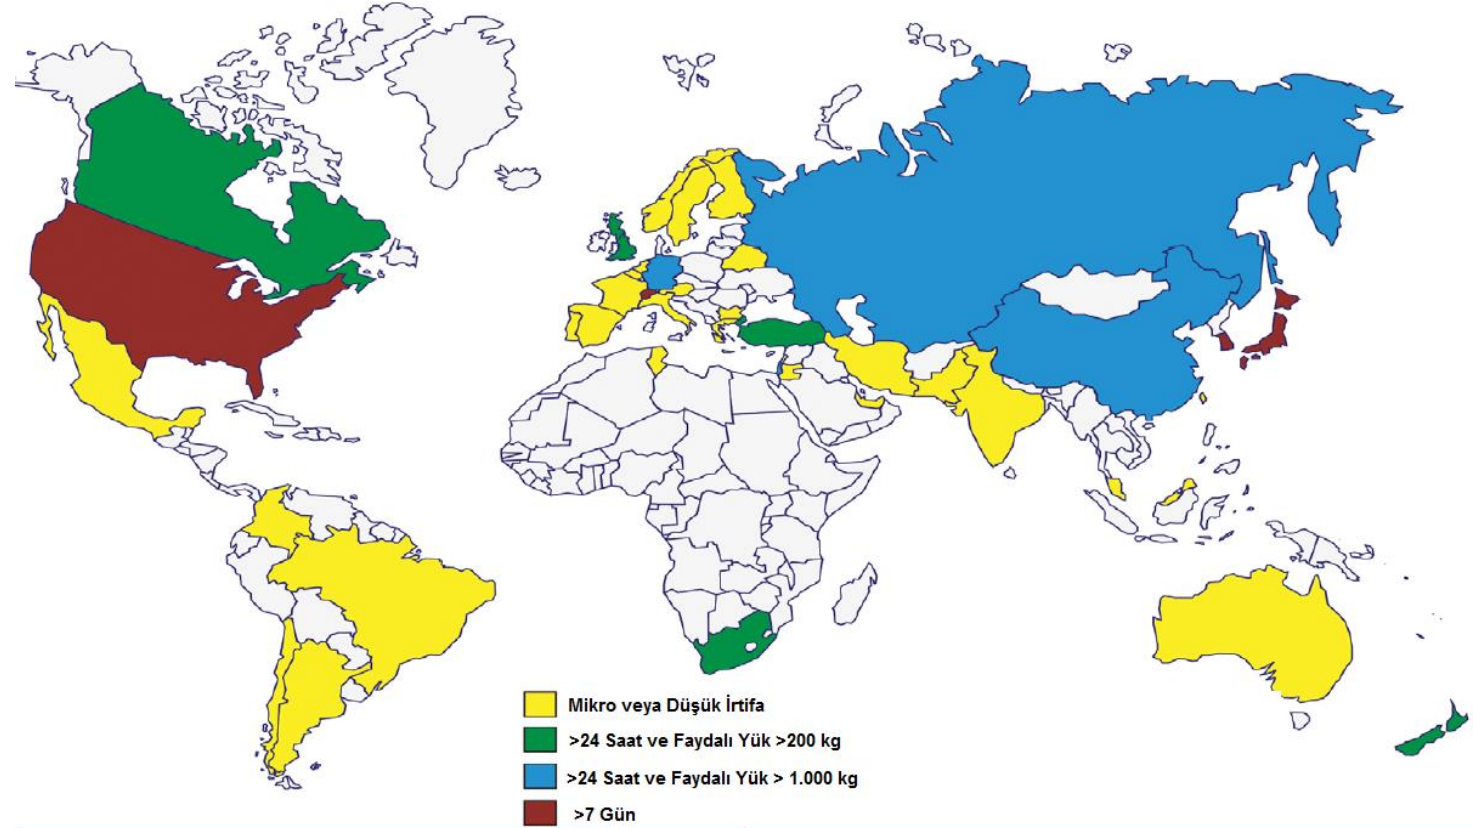 Mikro veya Düşük İrtifa
>24 Saat ve Faydalı Yük >200 kg
>24 Saat ve Faydalı Yük > 1.000 kg
>7 Gün